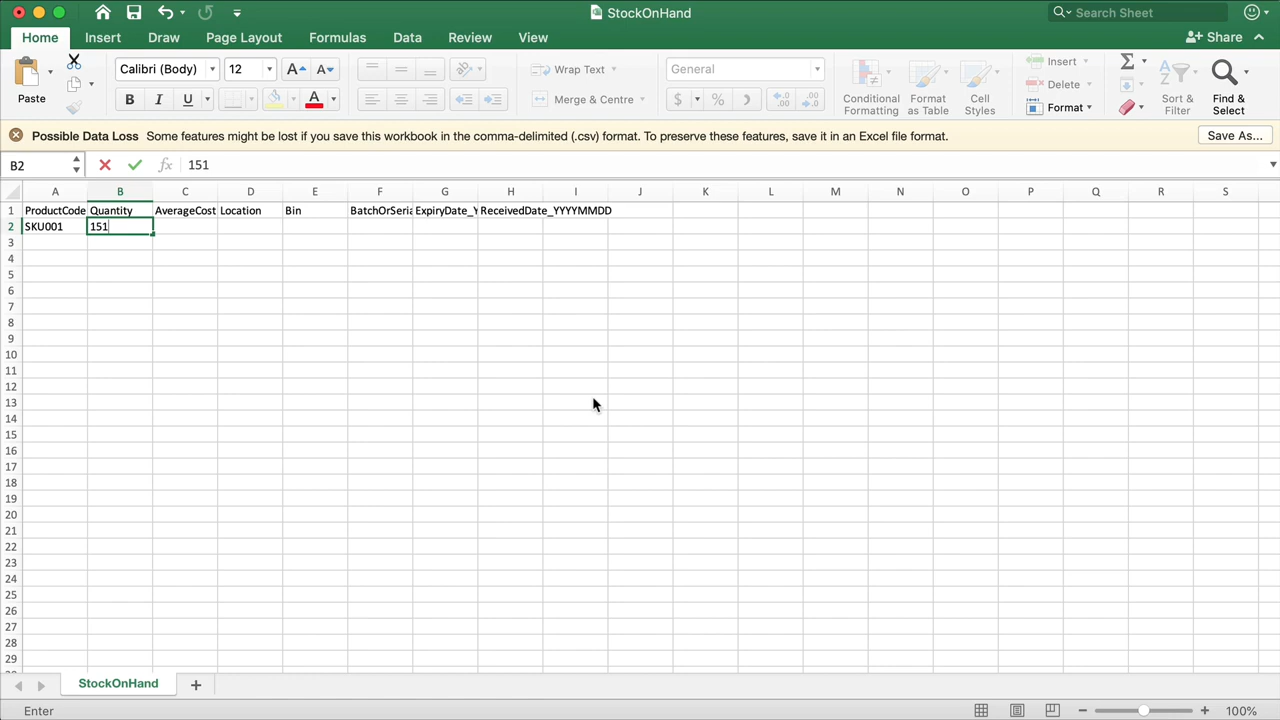 StockOnHand
Search Sheet
Home Insert Draw Page Layout Formulas Data Review View Share
Paste
Calibri (Body) 12
B I U
Wrap Text
Merge & Centre
General
$ %
Conditional Formatting
Format as Table
Cell Styles
Insert
Delete
Format
Sort & Filter
Find & Select
Possible Data Loss Some features might be lost if you save this workbook in the comma-delimited (.csv) format. To preserve these features, save it in an Excel file format. Save As...
B2 fx 151
A B C D E F G H I J K L M N O P Q R S
1 ProductCode Quantity AverageCost Location Bin BatchOrSeria ExpiryDate_Y ReceivedDate_YYYYMMDD
2 SKU001 151
3
4
5
6
7
8
9
10
11
12
13
14
15
16
17
18
19
20
21
22
23
24
25
26
27
28
29
StockOnHand
Enter 100%